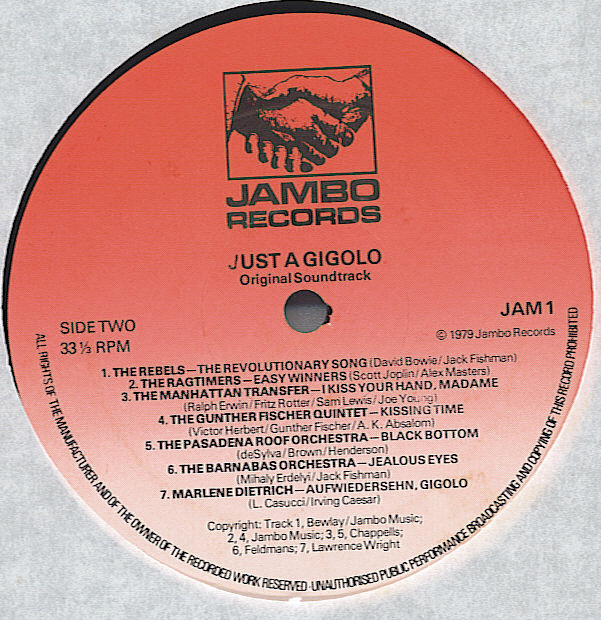 JAMBO
RECORDS
JUST A GIGOLO
Original Soundtrack
SIDE TWO
33 1/3 RPM
JAM 1
© 1979 Jambo Records
1. THE REBELS—THE REVOLUTIONARY SONG (David Bowie/Jack Fishman)
2. THE RAGTIMERS—EASY WINNERS (Scott Joplin/Alex Masters)
3. THE MANHATTAN TRANSFER—I KISS YOUR HAND, MADAME
(Ralph Erwin/Fritz Rotter/Sam Lewis/Joe Young)
4. THE GUNTHER FISCHER QUINTET—KISSING TIME
(Victor Herbert/Gunther Fischer/A. K. Absalom)
5. THE PASADENA ROOF ORCHESTRA—BLACK BOTTOM
(deSylva/Brown/Henderson)
6. THE BARNABAS ORCHESTRA—JEALOUS EYES
(Mihaly Erdelyi/Jack Fishman)
7. MARLENE DIETRICH—AUFWIEDERSEHN, GIGOLO
(L. Casucci/Irving Caesar)
Copyright: Track 1, Bewlay/Jambo Music;
2, 4, Jambo Music; 3, 5, Chappells;
6, Feldmans; 7, Lawrence Wright
ALL RIGHTS OF THE MANUFACTURER AND OF THE OWNER OF THE RECORDED WORK RESERVED · UNAUTHORISED PUBLIC PERFORMANCE BROADCASTING AND COPYING OF THIS RECORD PROHIBITED